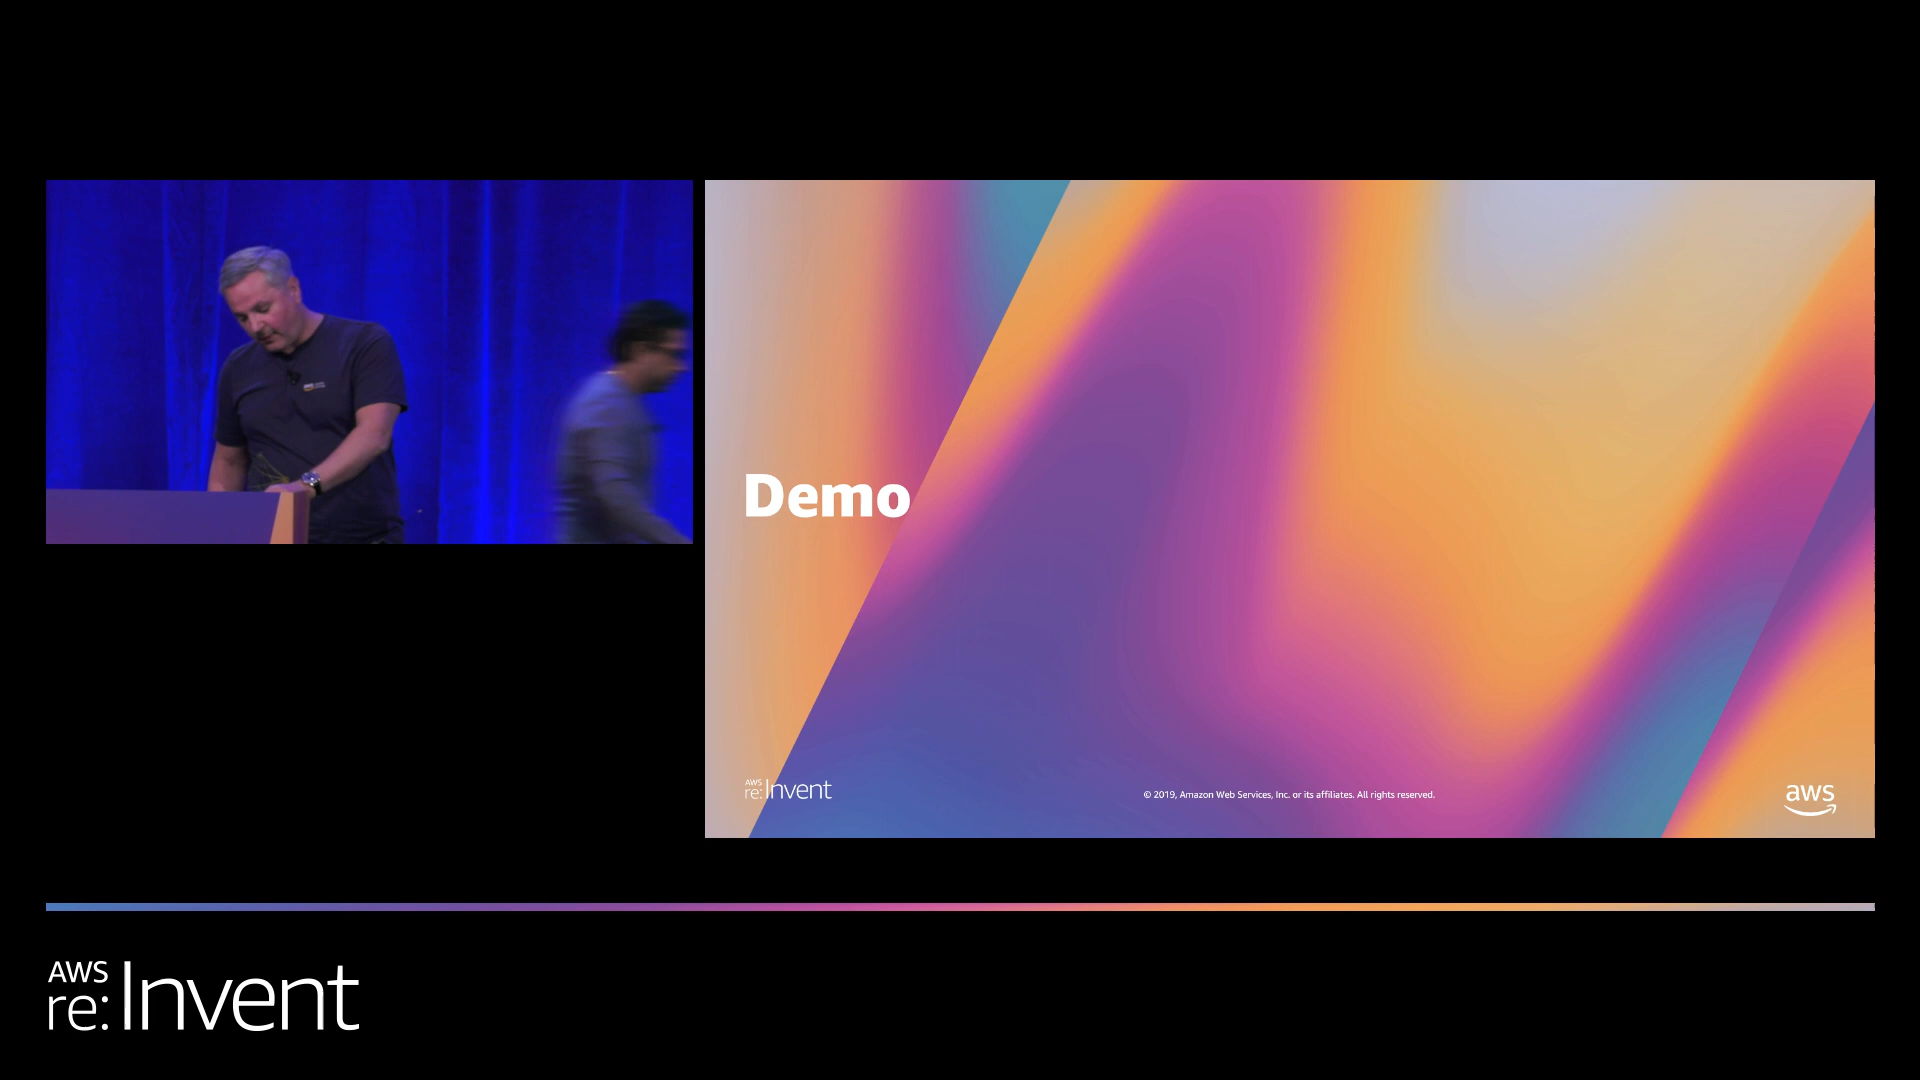 Demo
AWS
re:Invent
© 2019, Amazon Web Services, Inc. or its affiliates. All rights reserved.
aws
AWS
re:Invent